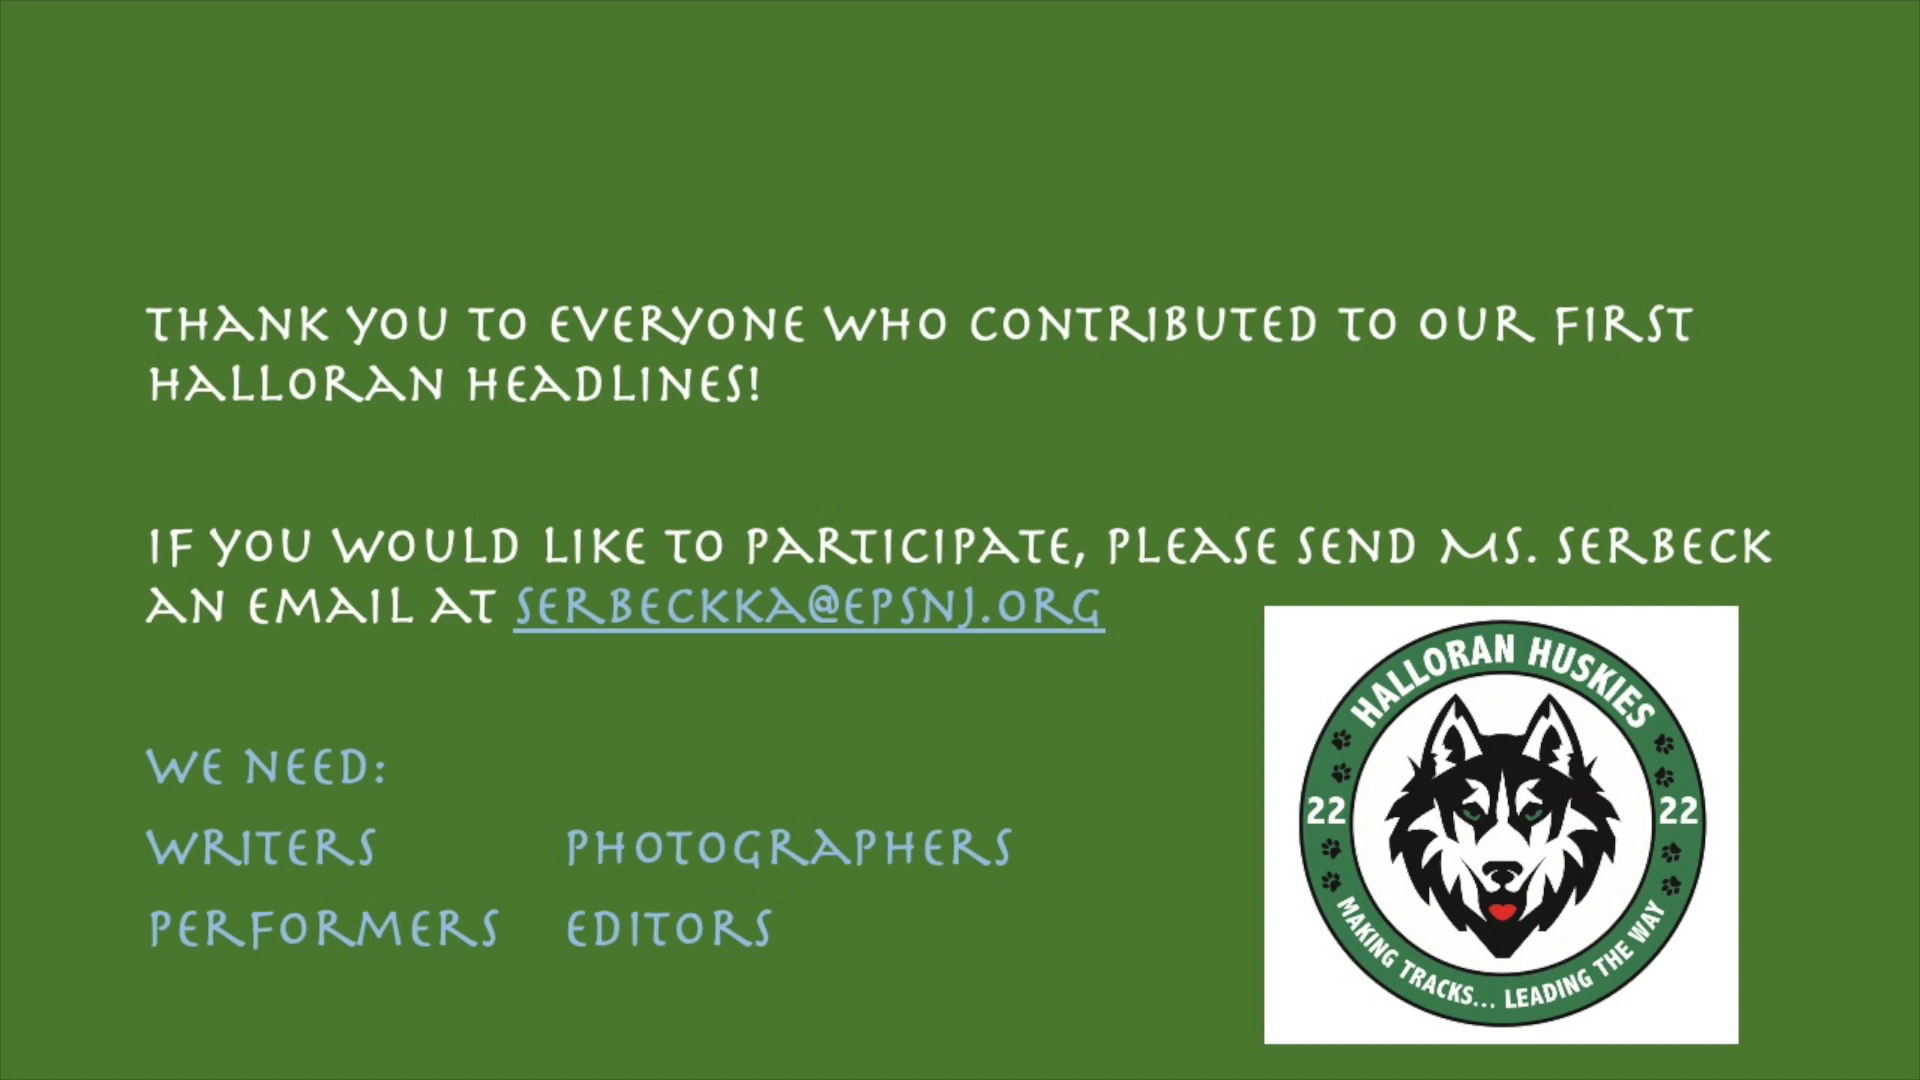 THANK YOU TO EVERYONE WHO CONTRIBUTED TO OUR FIRST
HALLORAN HEADLINES!
IF YOU WOULD LIKE TO PARTICIPATE, PLEASE SEND MS. SERBECK
AN EMAIL AT SERBECKKA@EPSNJ.ORG
WE NEED:
WRITERS PHOTOGRAPHERS
PERFORMERS EDITORS
HALLORAN HUSKIES
22 22
MAKING TRACKS... LEADING THE WAY